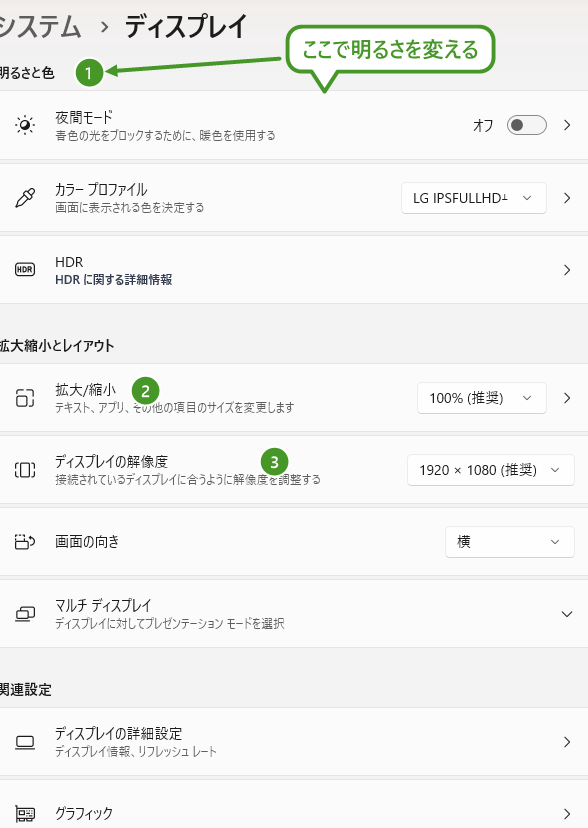 システム › ディスプレイ
ここで明るさを変える
明るさと色 1
夜間モード
青色の光をブロックするために、暖色を使用する
オフ
カラー プロファイル
画面に表示される色を決定する
LG IPSFULLHD
HDR
HDR
HDR に関する詳細情報
拡大縮小とレイアウト
拡大/縮小 2
テキスト、アプリ、その他の項目のサイズを変更します
100% (推奨)
ディスプレイの解像度 3
接続されているディスプレイに合うように解像度を調整する
1920 × 1080 (推奨)
画面の向き
横
マルチ ディスプレイ
ディスプレイに対してプレゼンテーション モードを選択
関連設定
ディスプレイの詳細設定
ディスプレイ情報、リフレッシュ レート
グラフィック